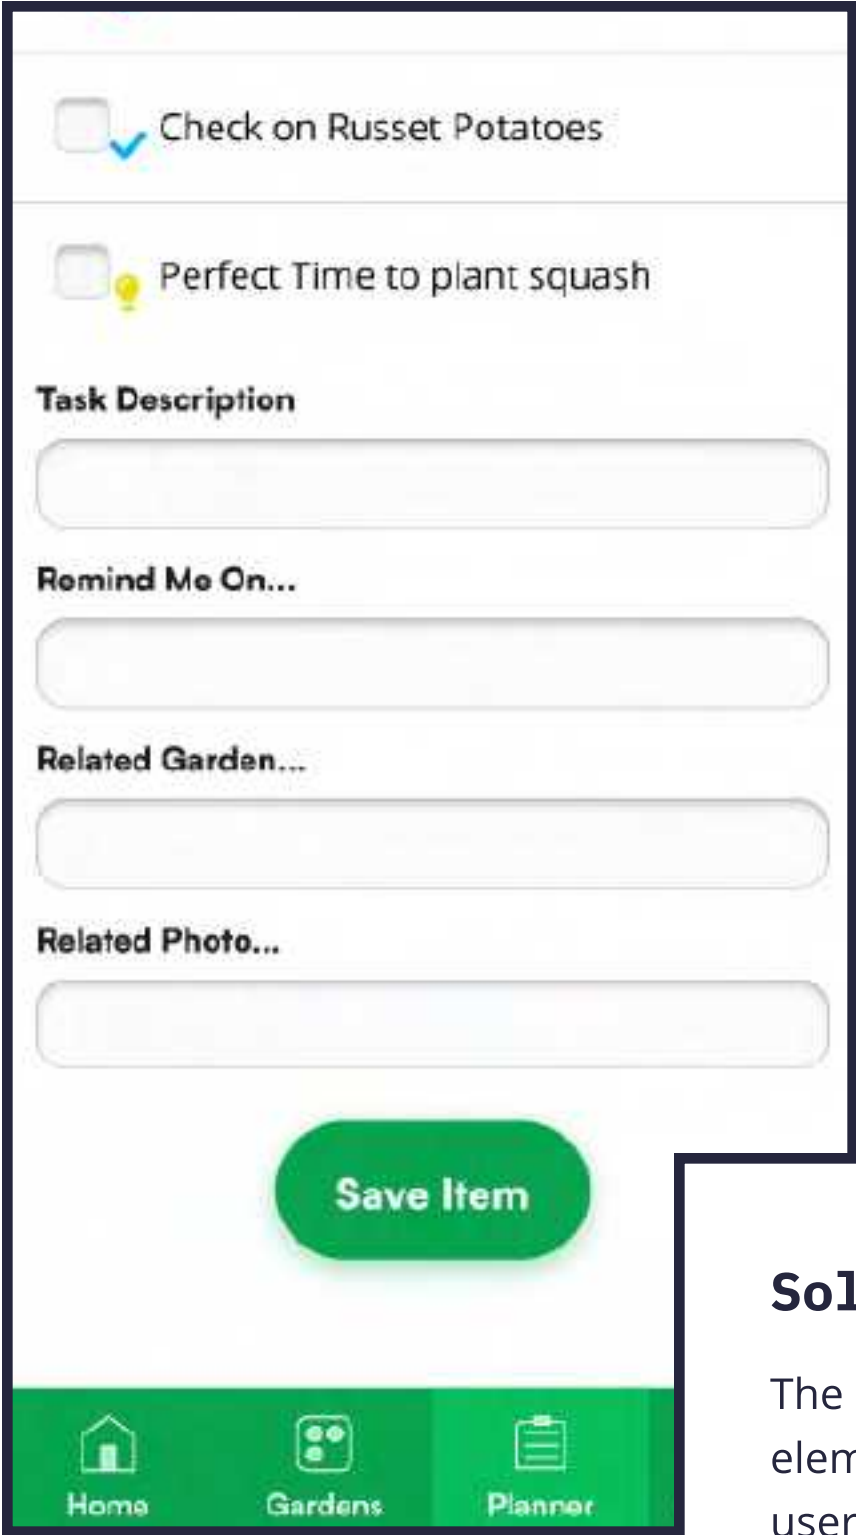 Check on Russet Potatoes
Perfect Time to plant squash
Task Description
Remind Me On...
Related Garden...
Related Photo...
Save Item
Home
Gardens
Planner
Sol
The
elem
user